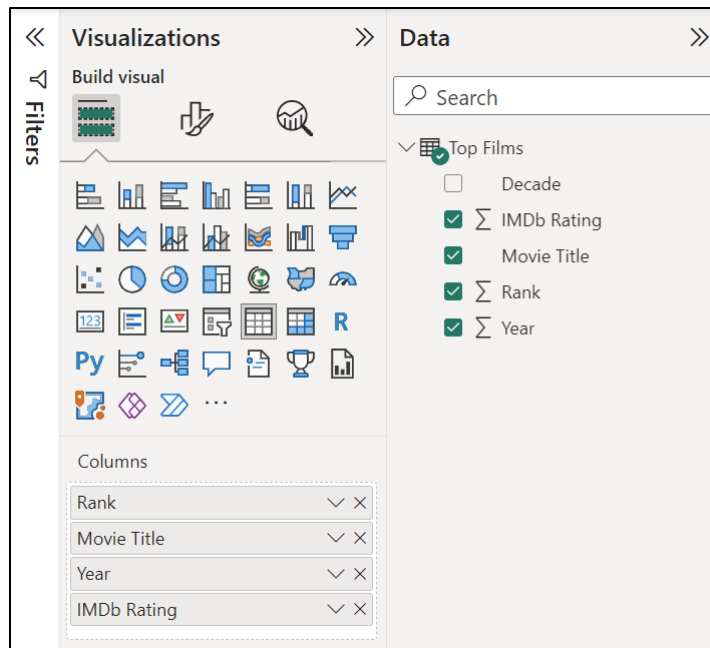 Visualizations
Build visual
Filters
123
R
Py
...
Columns
Rank
Movie Title
Year
IMDb Rating
Data
Search
Top Films
Decade
IMDb Rating
Movie Title
Rank
Year